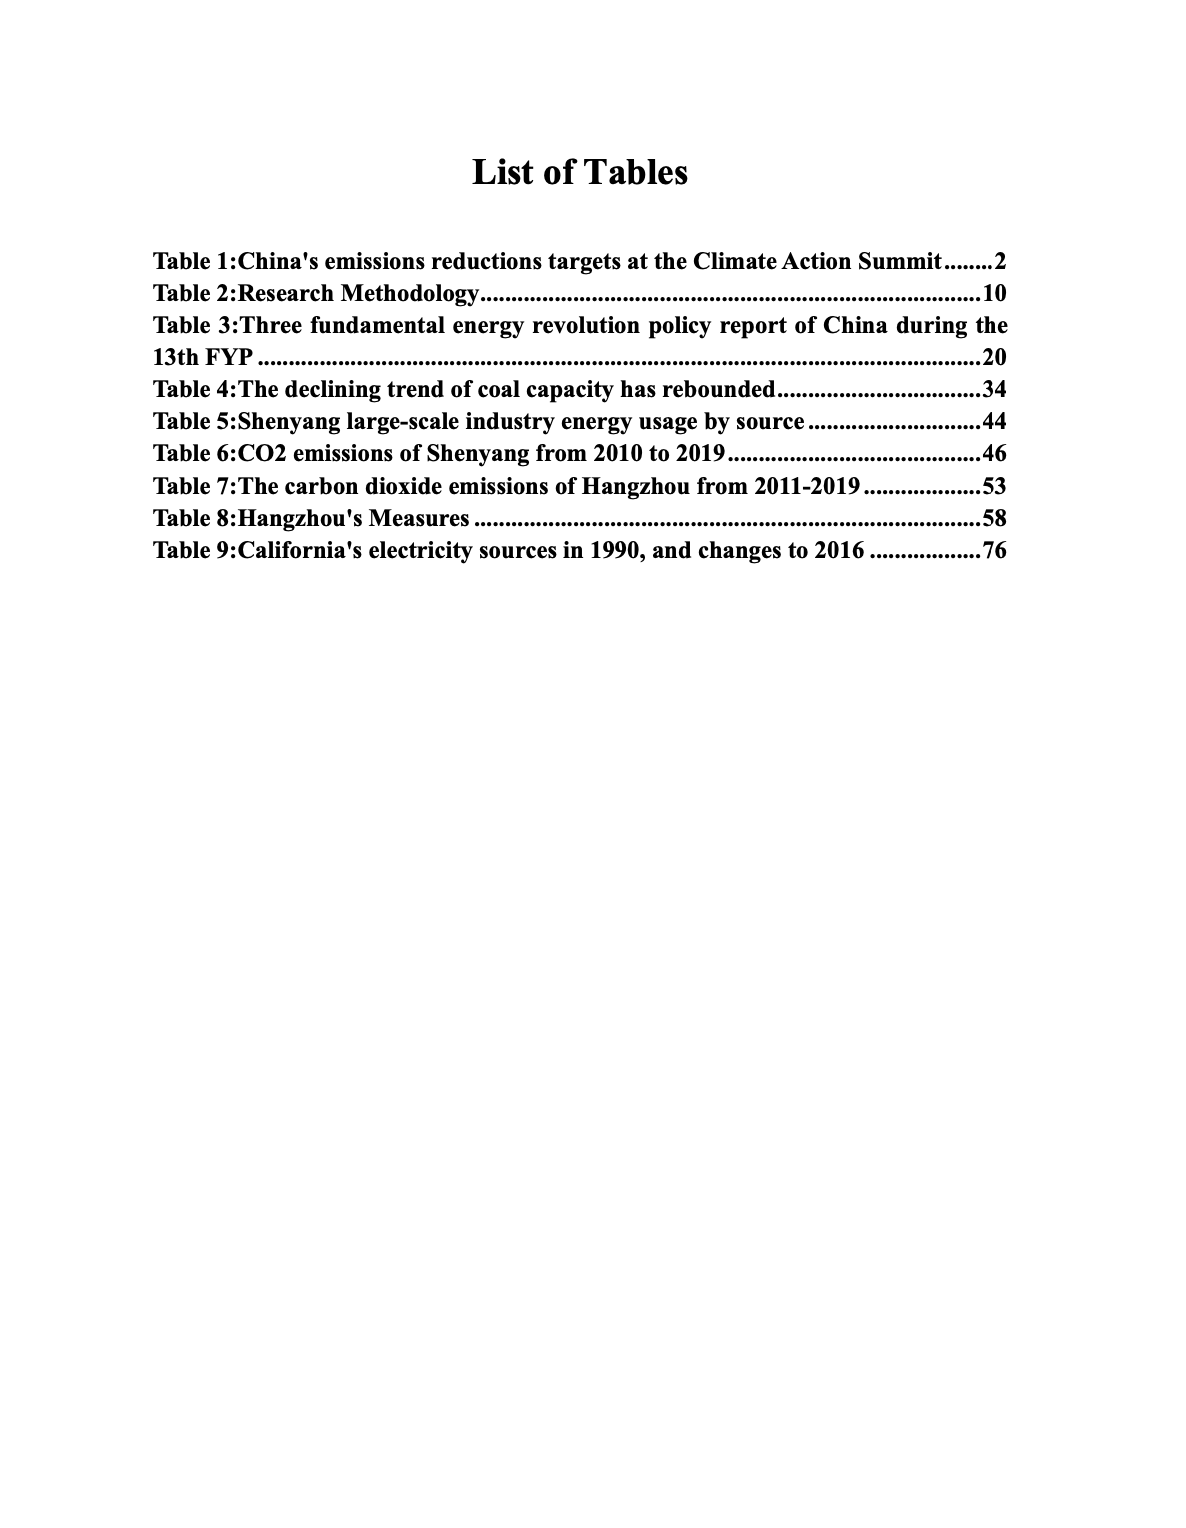 List of Tables
Table 1:China's emissions reductions targets at the Climate Action Summit........2
Table 2:Research Methodology.................................................................................10
Table 3:Three fundamental energy revolution policy report of China during the
13th FYP .....................................................................................................................20
Table 4:The declining trend of coal capacity has rebounded.................................34
Table 5:Shenyang large-scale industry energy usage by source ............................44
Table 6:CO2 emissions of Shenyang from 2010 to 2019.........................................46
Table 7:The carbon dioxide emissions of Hangzhou from 2011-2019 ...................53
Table 8:Hangzhou's Measures ..................................................................................58
Table 9:California's electricity sources in 1990, and changes to 2016 ..................76